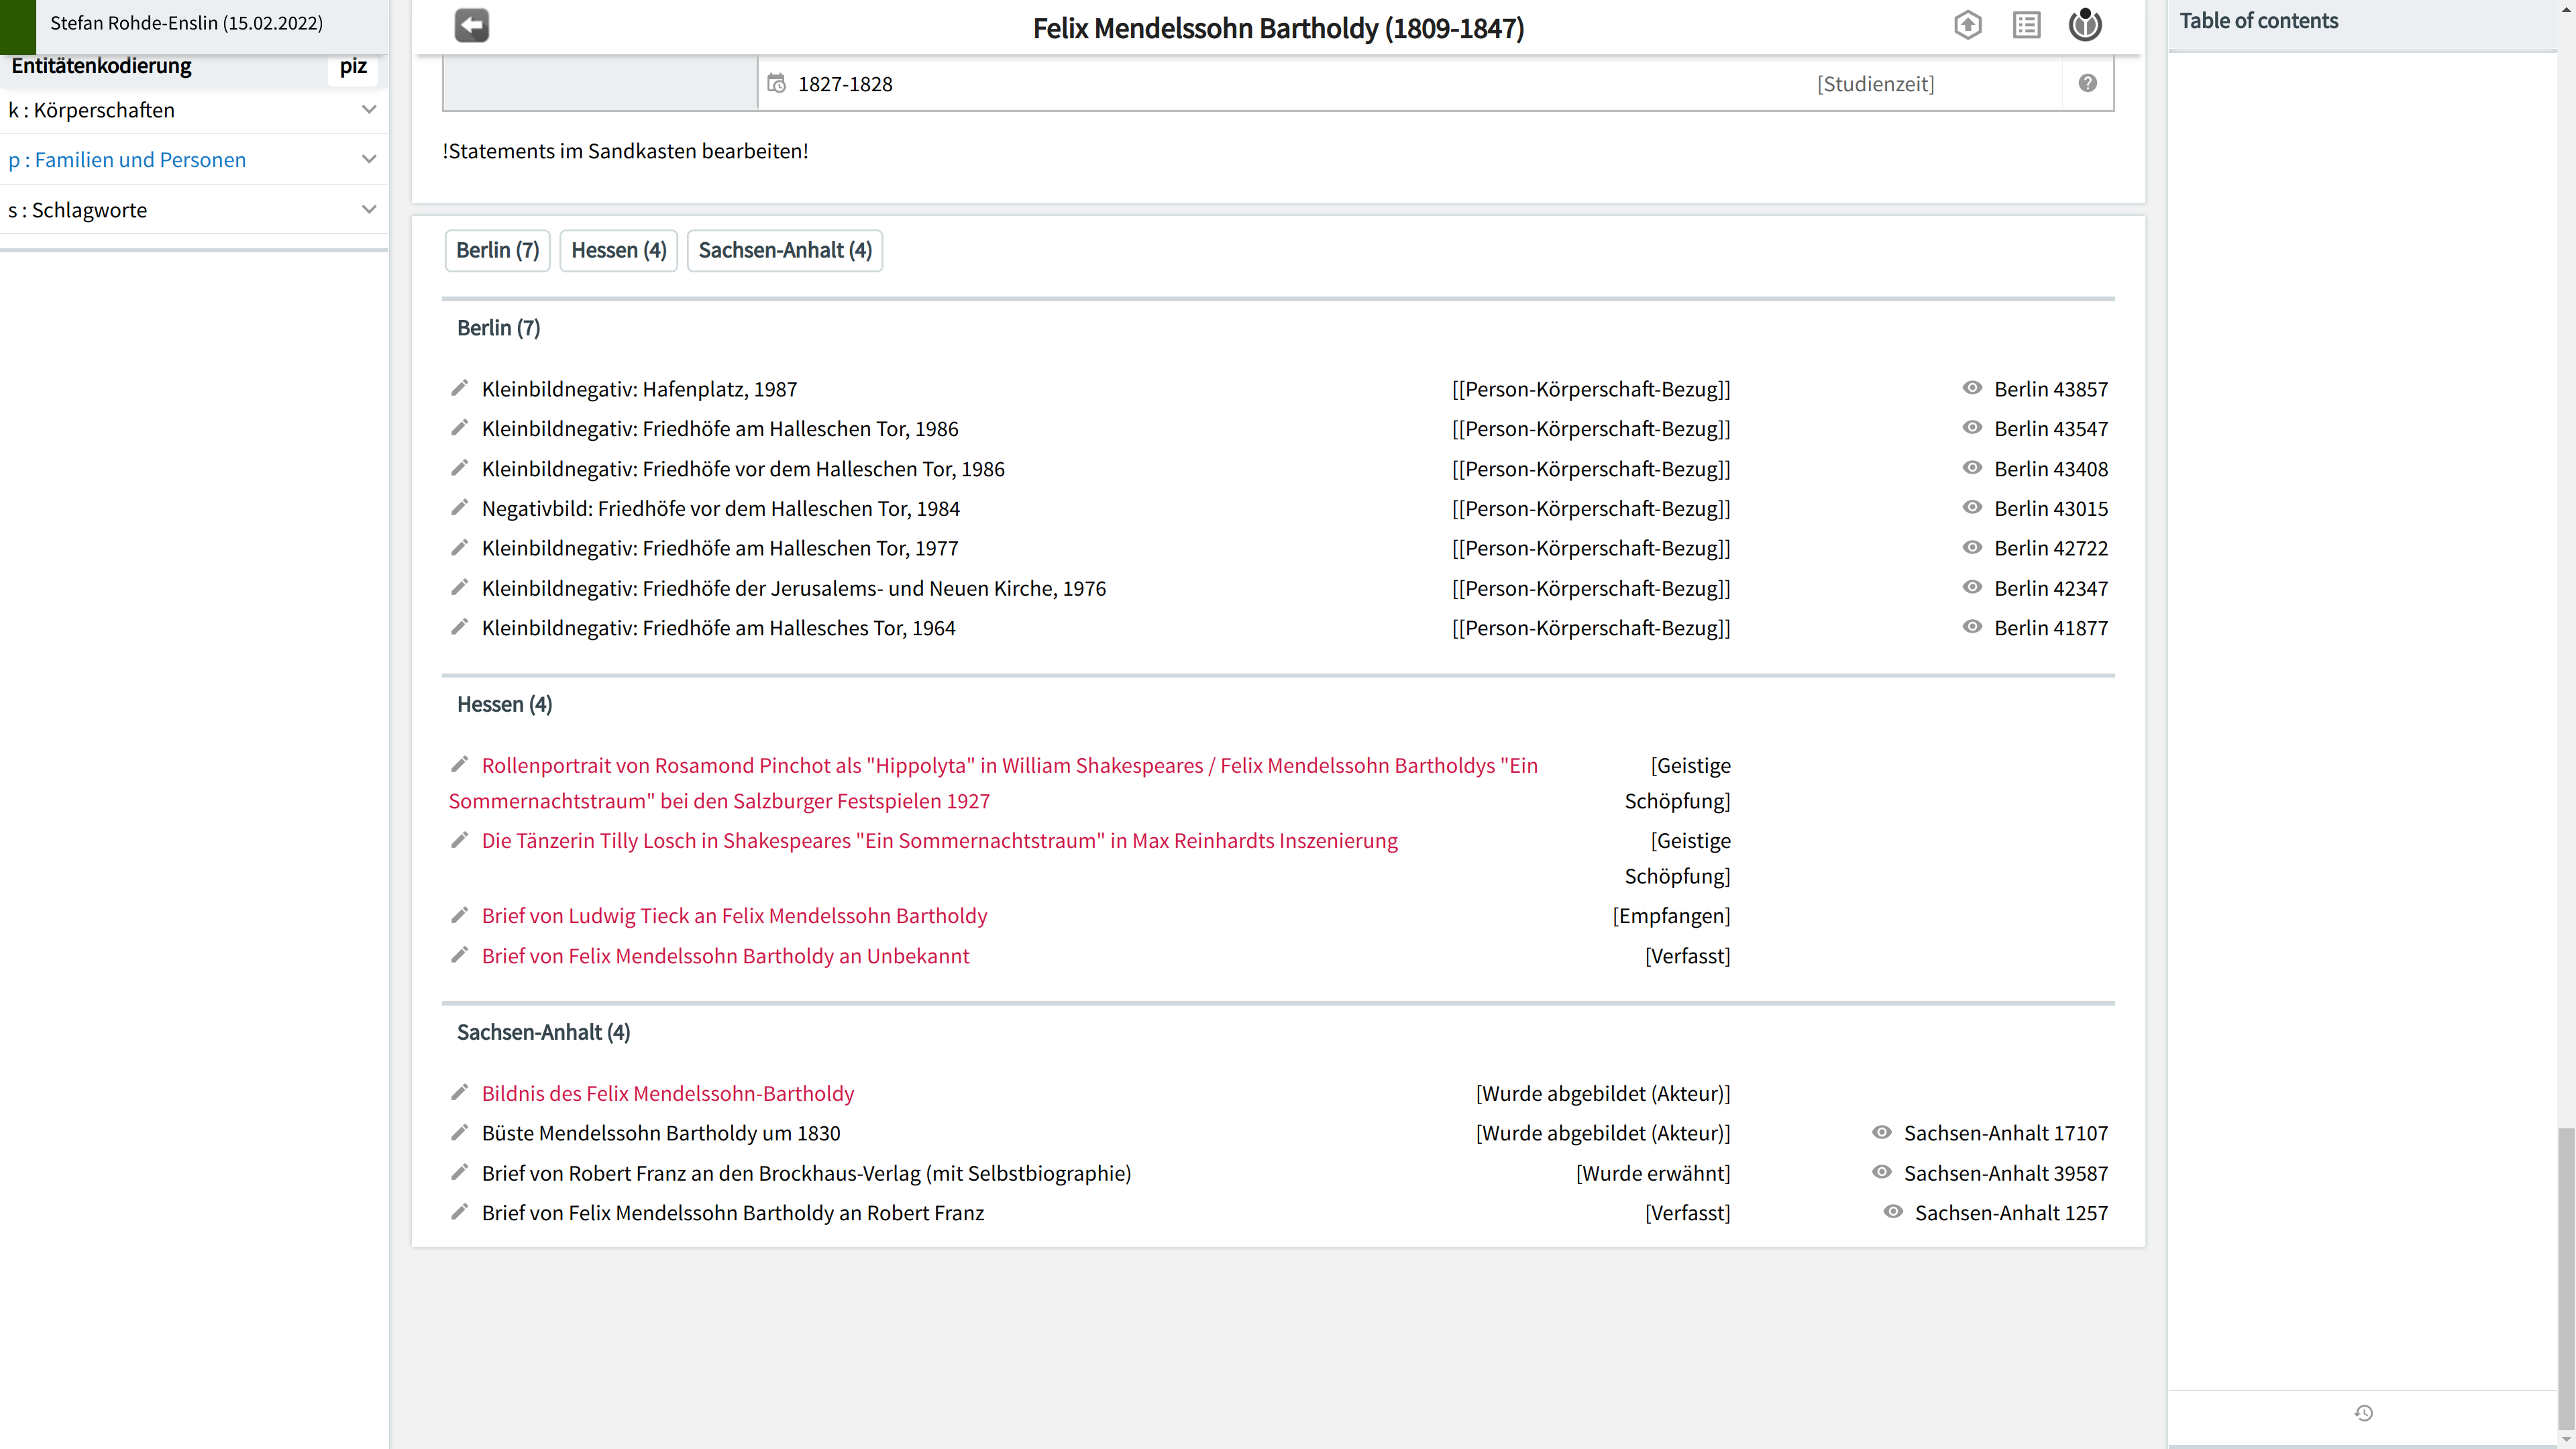 Stefan Rohde-Enslin (15.02.2022)
Entitätenkodierung piz
k : Körperschaften
p : Familien und Personen
s : Schlagworte
Felix Mendelssohn Bartholdy (1809-1847)
1827-1828 [Studienzeit]
!Statements im Sandkasten bearbeiten!
Berlin (7) Hessen (4) Sachsen-Anhalt (4)
Berlin (7)
Kleinbildnegativ: Hafenplatz, 1987 [[Person-Körperschaft-Bezug]] Berlin 43857
Kleinbildnegativ: Friedhöfe am Halleschen Tor, 1986 [[Person-Körperschaft-Bezug]] Berlin 43547
Kleinbildnegativ: Friedhöfe vor dem Halleschen Tor, 1986 [[Person-Körperschaft-Bezug]] Berlin 43408
Negativbild: Friedhöfe vor dem Halleschen Tor, 1984 [[Person-Körperschaft-Bezug]] Berlin 43015
Kleinbildnegativ: Friedhöfe am Halleschen Tor, 1977 [[Person-Körperschaft-Bezug]] Berlin 42722
Kleinbildnegativ: Friedhöfe der Jerusalems- und Neuen Kirche, 1976 [[Person-Körperschaft-Bezug]] Berlin 42347
Kleinbildnegativ: Friedhöfe am Hallesches Tor, 1964 [[Person-Körperschaft-Bezug]] Berlin 41877
Hessen (4)
Rollenportrait von Rosamond Pinchot als "Hippolyta" in William Shakespeares / Felix Mendelssohn Bartholdys "Ein [Geistige
Sommernachtstraum" bei den Salzburger Festspielen 1927 Schöpfung]
Die Tänzerin Tilly Losch in Shakespeares "Ein Sommernachtstraum" in Max Reinhardts Inszenierung [Geistige
Schöpfung]
Brief von Ludwig Tieck an Felix Mendelssohn Bartholdy [Empfangen]
Brief von Felix Mendelssohn Bartholdy an Unbekannt [Verfasst]
Sachsen-Anhalt (4)
Bildnis des Felix Mendelssohn-Bartholdy [Wurde abgebildet (Akteur)]
Büste Mendelssohn Bartholdy um 1830 [Wurde abgebildet (Akteur)] Sachsen-Anhalt 17107
Brief von Robert Franz an den Brockhaus-Verlag (mit Selbstbiographie) [Wurde erwähnt] Sachsen-Anhalt 39587
Brief von Felix Mendelssohn Bartholdy an Robert Franz [Verfasst] Sachsen-Anhalt 1257
Table of contents